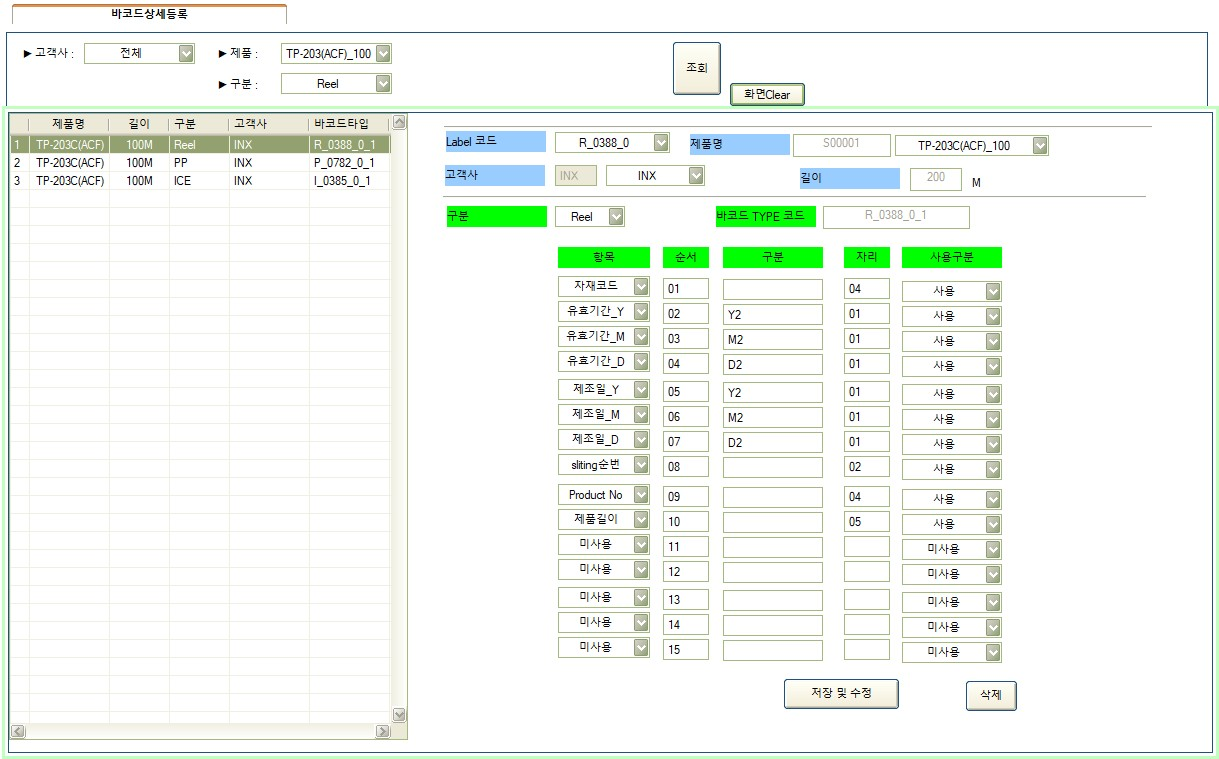 바코드상세등록
▶ 고객사 : 전체 ▶ 제품 : TP-203(ACF)_100 조회
▶ 구분 : Reel 화면Clear
제품명 길이 구분 고객사 바코드타입
1 TP-203C(ACF) 100M Reel INX R_0388_0_1
2 TP-203C(ACF) 100M PP INX P_0782_0_1
3 TP-203C(ACF) 100M ICE INX I_0385_0_1
Label 코드 R_0388_0 제품명 S00001 TP-203C(ACF)_100
고객사 INX INX 길이 200 M
구분 Reel 바코드 TYPE 코드 R_0388_0_1
항목 순서 구분 자리 사용구분
자재코드 01 04 사용
유효기간_Y 02 Y2 01 사용
유효기간_M 03 M2 01 사용
유효기간_D 04 D2 01 사용
제조일_Y 05 Y2 01 사용
제조일_M 06 M2 01 사용
제조일_D 07 D2 01 사용
sliting순번 08 02 사용
Product No 09 04 사용
제품길이 10 05 사용
미사용 11 미사용
미사용 12 미사용
미사용 13 미사용
미사용 14 미사용
미사용 15 미사용
저장 및 수정 삭제